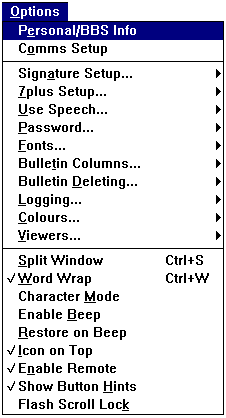 Options
Personal/BBS Info
Comms Setup
Signature Setup...
7plus Setup...
Use Speech...
Password...
Fonts...
Bulletin Columns...
Bulletin Deleting...
Logging...
Colours...
Viewers...
Split Window Ctrl+S
Word Wrap Ctrl+W
Character Mode
Enable Beep
Restore on Beep
Icon on Top
Enable Remote
Show Button Hints
Flash Scroll Lock